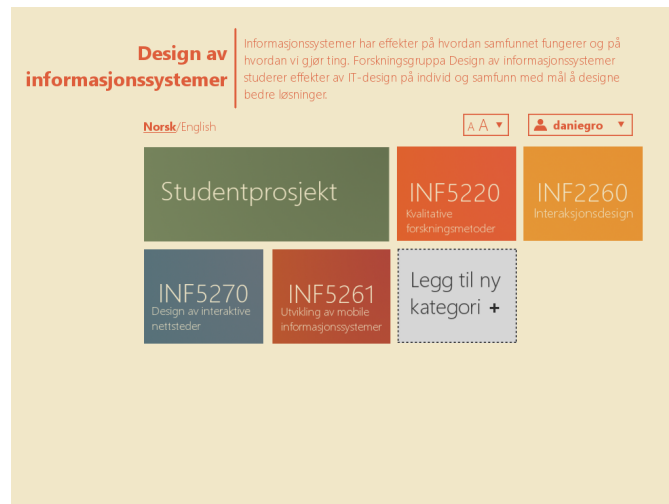 Design av
informasjonssystemer
Informasjonssystemer har effekter på hvordan samfunnet fungerer og på
hvordan vi gjør ting. Forskningsgruppa Design av informasjonssystemer
studerer effekter av IT-design på individ og samfunn med mål å designe
bedre løsninger.
Norsk/English
A A
daniegro
Studentprosjekt
INF5220
Kvalitative
forskningsmetoder
INF2260
Interaksjonsdesign
INF5270
Design av interaktive
nettsteder
INF5261
Utvikling av mobile
informasjonssystemer
Legg til ny
kategori +